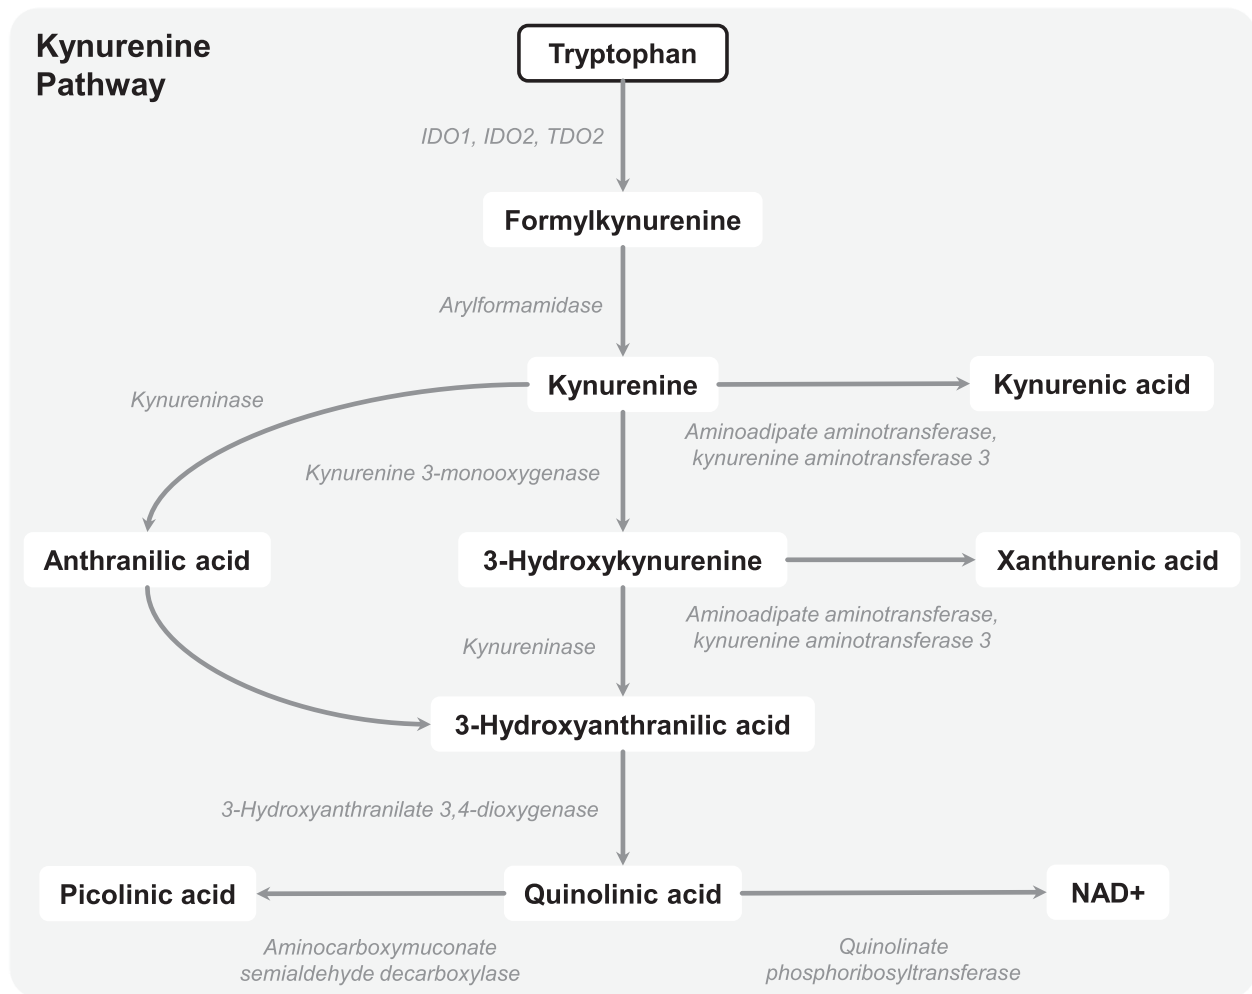 Kynurenine
Pathway
Tryptophan
IDO1, IDO2, TDO2
Formylkynurenine
Arylformamidase
Kynurenine
Kynurenic acid
Kynureninase
Aminoadipate aminotransferase,
kynurenine aminotransferase 3
Kynurenine 3-monooxygenase
Anthranilic acid
3-Hydroxykynurenine
Xanthurenic acid
Aminoadipate aminotransferase,
kynurenine aminotransferase 3
Kynureninase
3-Hydroxyanthranilic acid
3-Hydroxyanthranilate 3,4-dioxygenase
Picolinic acid
Quinolinic acid
NAD+
Aminocarboxymuconate
semialdehyde decarboxylase
Quinolinate
phosphoribosyltransferase